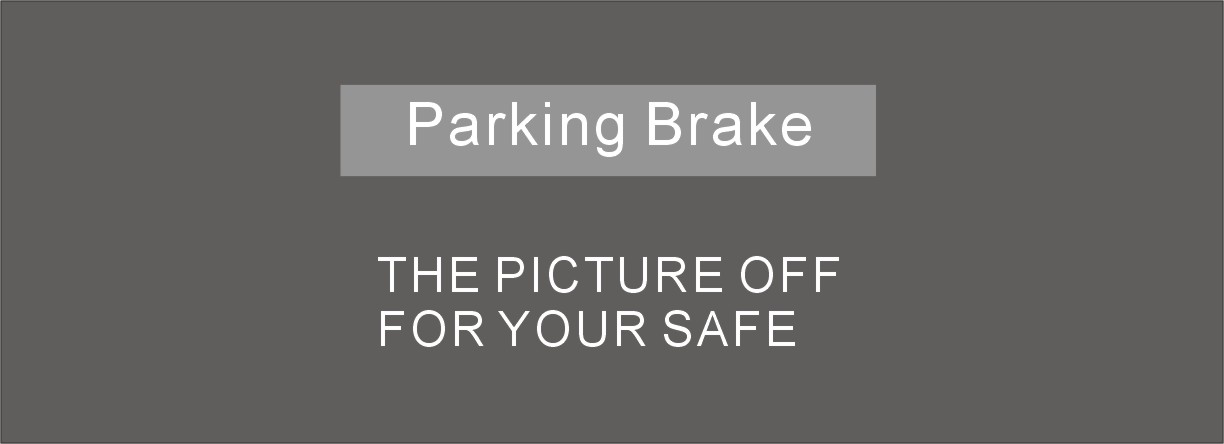 Parking Brake
THE PICTURE OFF
FOR YOUR SAFE